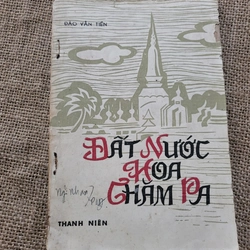 ĐÀO VĂN TIẾN
ĐẤT NƯỚC
HOA
CHĂM PA
THANH NIÊN